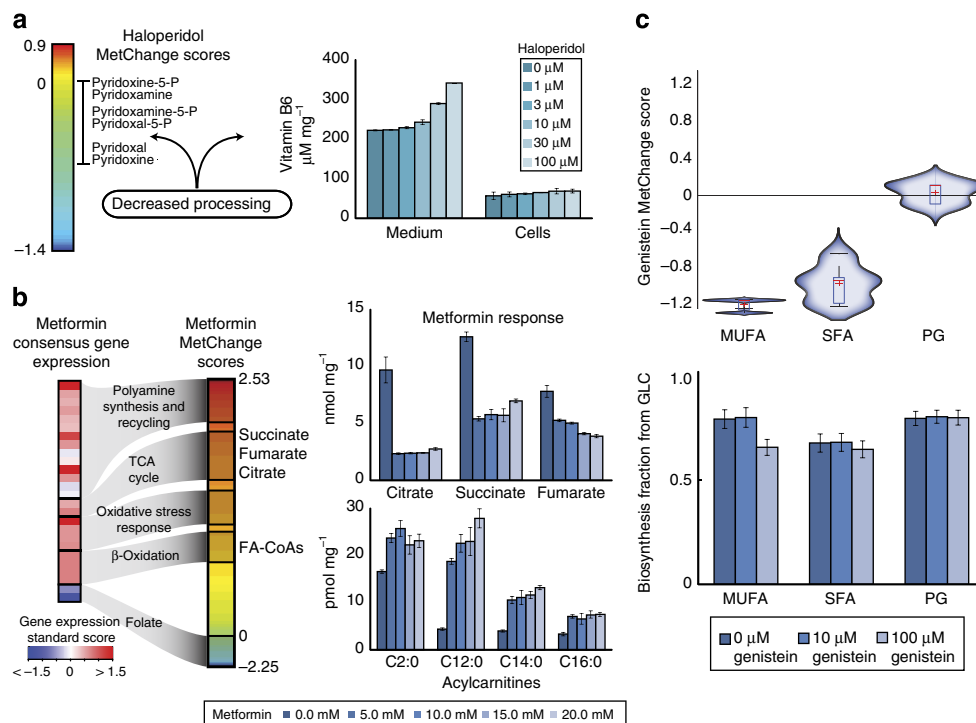 a
Haloperidol
MetChange scores
0.9
0
−1.4
Pyridoxine-5-P
Pyridoxamine
Pyridoxamine-5-P
Pyridoxal-5-P
Pyridoxal
Pyridoxine
Decreased processing
Vitamin B6
μM mg⁻¹
400
300
200
100
0
Medium
Cells
Haloperidol
0 μM
1 μM
3 μM
10 μM
30 μM
100 μM
b
Metformin
consensus gene
expression
Metformin
MetChange
scores
2.53
0
−2.25
Polyamine
synthesis and
recycling
TCA
cycle
Oxidative stress
response
β-Oxidation
Folate
Succinate
Fumarate
Citrate
FA-CoAs
Gene expression
standard score
< −1.5 0 > 1.5
Metformin response
nmol mg⁻¹
15
10
5
0
Citrate Succinate Fumarate
pmol mg⁻¹
30
20
10
0
C2:0 C12:0 C14:0 C16:0
Acylcarnitines
Metformin 0.0 mM 5.0 mM 10.0 mM 15.0 mM 20.0 mM
c
Genistein MetChange score
1.2
0.8
0.4
0
−0.4
−0.8
−1.2
MUFA SFA PG
Biosynthesis fraction from GLC
1.0
0.5
0
MUFA SFA PG
0 μM
genistein
10 μM
genistein
100 μM
genistein